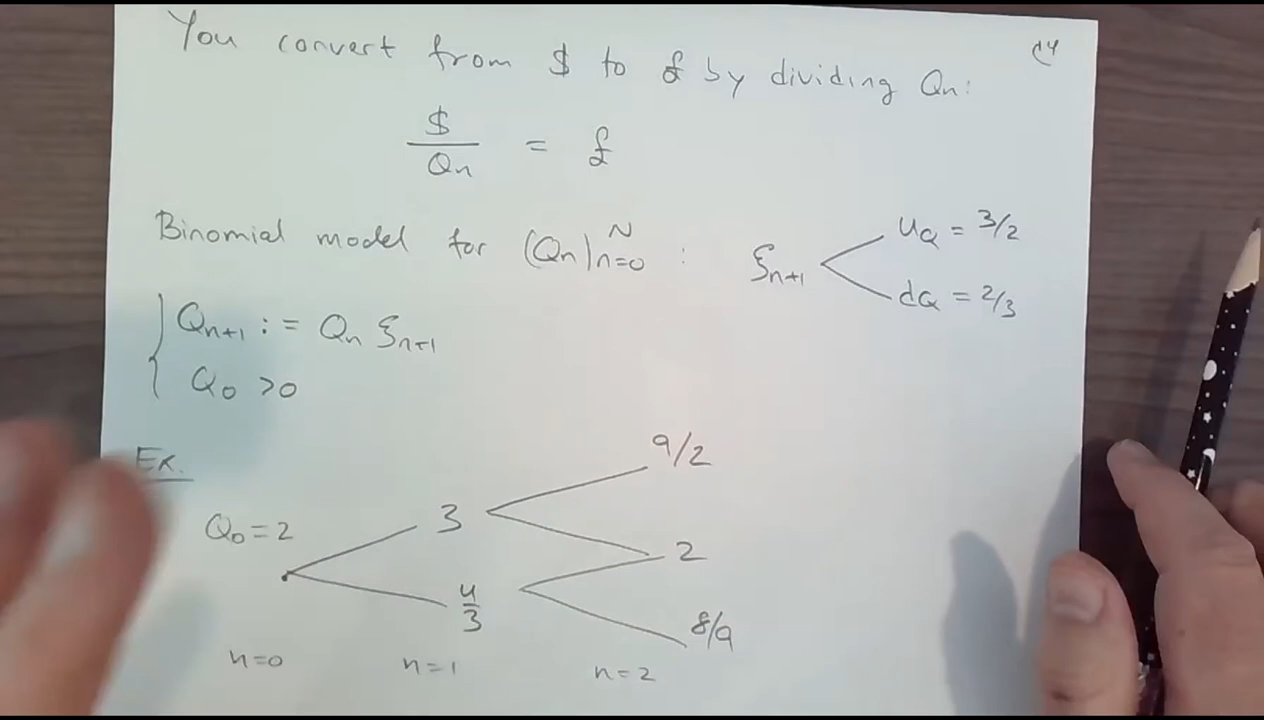 You convert from $ to £ by dividing Qn:
$/Qn = £
Binomial model for (Qn)_{n=0}^{N} :
ξn+1
uQ = 3/2
dQ = 2/3
Qn+1 := Qn ξn+1
Q0 >0
Ex.
Q0 = 2
3
4/3
9/2
2
8/9
n=0
n=1
n=2